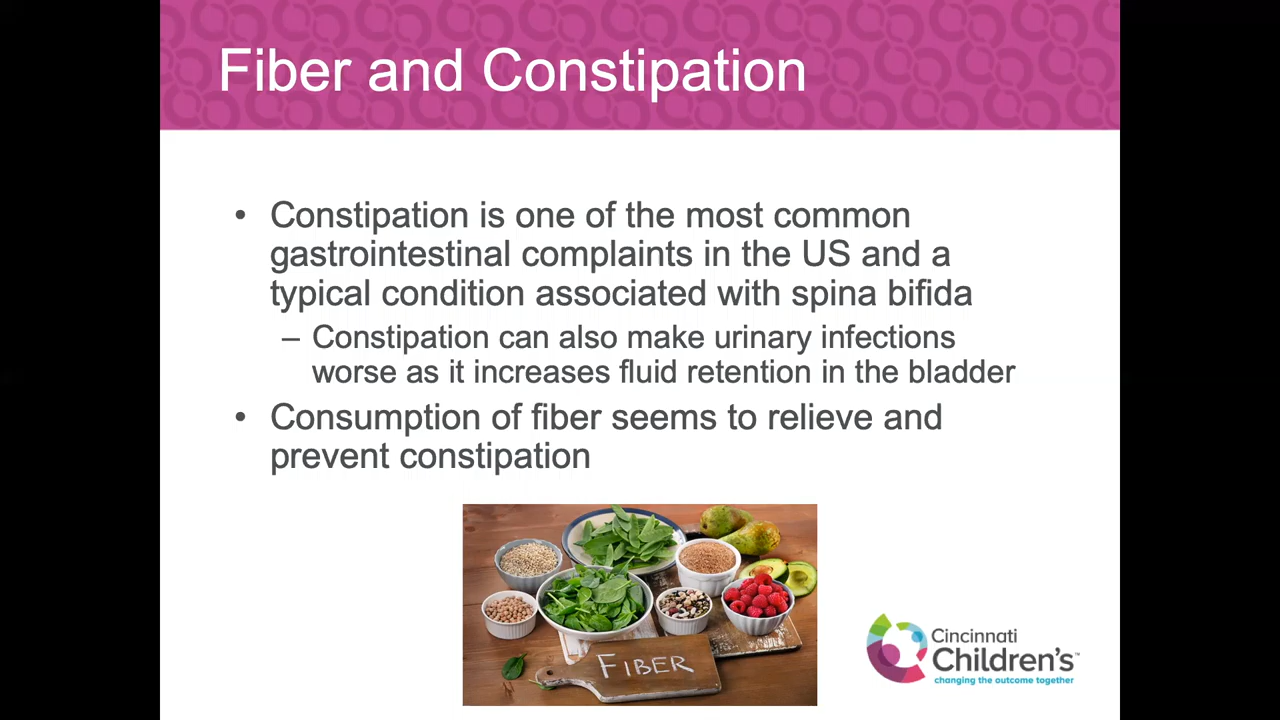 Fiber and Constipation
• Constipation is one of the most common
gastrointestinal complaints in the US and a
typical condition associated with spina bifida
– Constipation can also make urinary infections
worse as it increases fluid retention in the bladder
• Consumption of fiber seems to relieve and
prevent constipation
FIBER
Cincinnati
Children's™
changing the outcome together